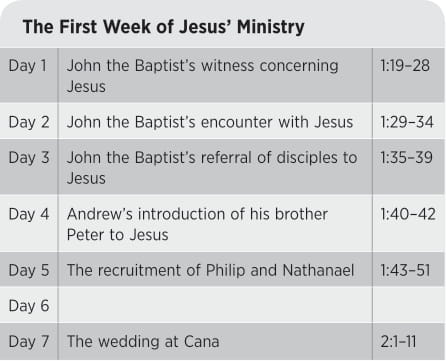 The First Week of Jesus’ Ministry
Day 1 John the Baptist’s witness concerning 1:19–28
Jesus
Day 2 John the Baptist’s encounter with Jesus 1:29–34
Day 3 John the Baptist’s referral of disciples to 1:35–39
Jesus
Day 4 Andrew’s introduction of his brother 1:40–42
Peter to Jesus
Day 5 The recruitment of Philip and Nathanael 1:43–51
Day 6
Day 7 The wedding at Cana 2:1–11